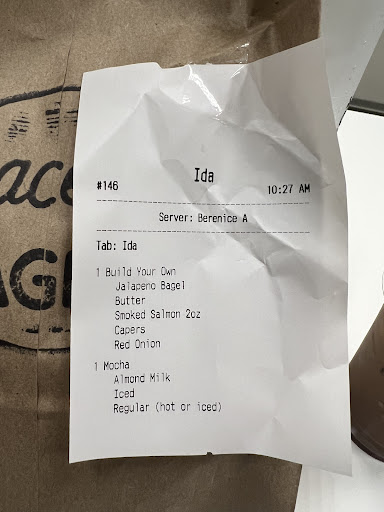 Ida
#146 10:27 AM
Server: Berenice A
Tab: Ida
1 Build Your Own
Jalapeno Bagel
Butter
Smoked Salmon 2oz
Capers
Red Onion
1 Mocha
Almond Milk
Iced
Regular (hot or iced)